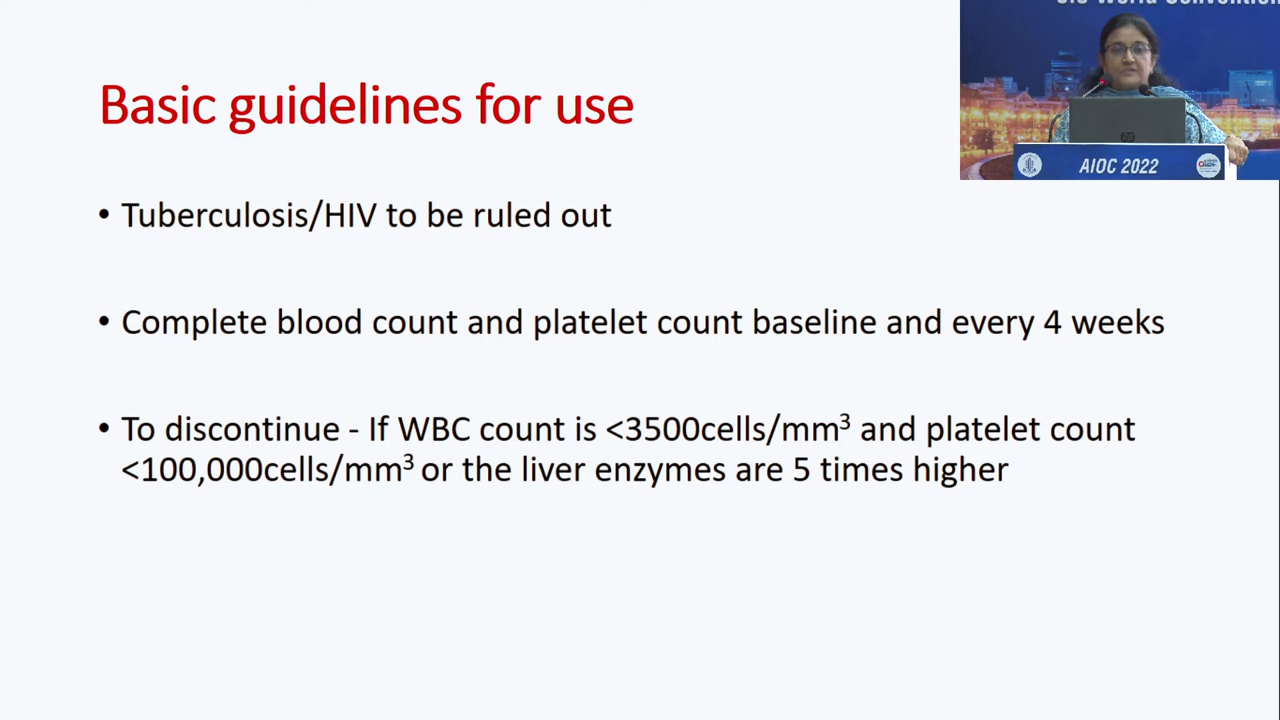 Basic guidelines for use
• Tuberculosis/HIV to be ruled out
• Complete blood count and platelet count baseline and every 4 weeks
• To discontinue - If WBC count is <3500cells/mm³ and platelet count
<100,000cells/mm³ or the liver enzymes are 5 times higher
AIOC 2022